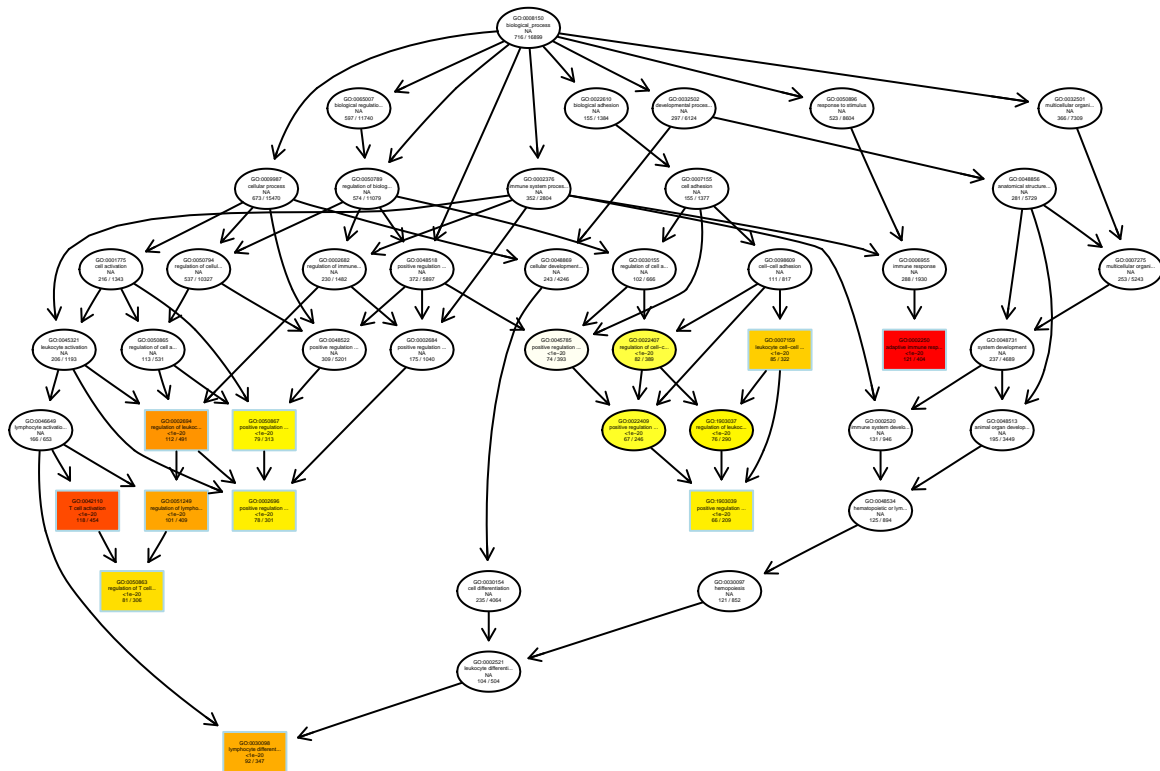 GO:0008150
biological_process
NA
716 / 16899
GO:0065007
biological regulatio...
NA
597 / 11740
GO:0022610
biological adhesion
NA
155 / 1384
GO:0032502
developmental proces...
NA
297 / 6124
GO:0050896
response to stimulus
NA
523 / 8604
GO:0032501
multicellular organi...
NA
366 / 7309
GO:0009987
cellular process
NA
673 / 15470
GO:0050789
regulation of biolog...
NA
574 / 11079
GO:0002376
immune system proces...
NA
352 / 2804
GO:0007155
cell adhesion
NA
155 / 1377
GO:0048856
anatomical structure...
NA
281 / 5729
GO:0001775
cell activation
NA
216 / 1343
GO:0050794
regulation of cellul...
NA
537 / 10327
GO:0002682
regulation of immune...
NA
230 / 1482
GO:0048518
positive regulation ...
NA
372 / 5897
GO:0048869
cellular development...
NA
243 / 4246
GO:0030155
regulation of cell a...
NA
102 / 666
GO:0098609
cell−cell adhesion
NA
111 / 817
GO:0006955
immune response
NA
288 / 1930
GO:0007275
multicellular organi...
NA
253 / 5243
GO:0045321
leukocyte activation
NA
206 / 1193
GO:0050865
regulation of cell a...
NA
113 / 531
GO:0048522
positive regulation ...
NA
309 / 5201
GO:0002684
positive regulation ...
NA
175 / 1040
GO:0045785
positive regulation ...
<1e−20
74 / 393
GO:0022407
regulation of cell−c...
<1e−20
82 / 389
GO:0007159
leukocyte cell−cell ...
<1e−20
85 / 322
GO:0002250
adaptive immune resp...
<1e−20
GO:0048731
system development
NA
237 / 4689
GO:0046649
lymphocyte activatio...
NA
166 / 653
GO:0002694
regulation of leukoc...
<1e−20
112 / 491
GO:0050867
positive regulation ...
<1e−20
79 / 313
GO:0022409
positive regulation ...
<1e−20
67 / 246
GO:1903037
regulation of leukoc...
<1e−20
76 / 290
GO:0002520
immune system develo...
NA
131 / 946
GO:0048513
animal organ develop...
NA
195 / 3449
GO:0042110
T cell activation
<1e−20
118 / 454
GO:0051249
regulation of lympho...
<1e−20
101 / 409
GO:0002696
positive regulation ...
<1e−20
78 / 301
GO:1903039
positive regulation ...
<1e−20
66 / 209
GO:0048534
hematopoietic or lym...
NA
125 / 894
GO:0050863
regulation of T cell...
<1e−20
81 / 306
GO:0030154
cell differentiation
NA
235 / 4064
GO:0030097
hemopoiesis
NA
121 / 852
GO:0002521
leukocyte differenti...
NA
104 / 504
GO:0030098
lymphocyte different...
<1e−20
92 / 347